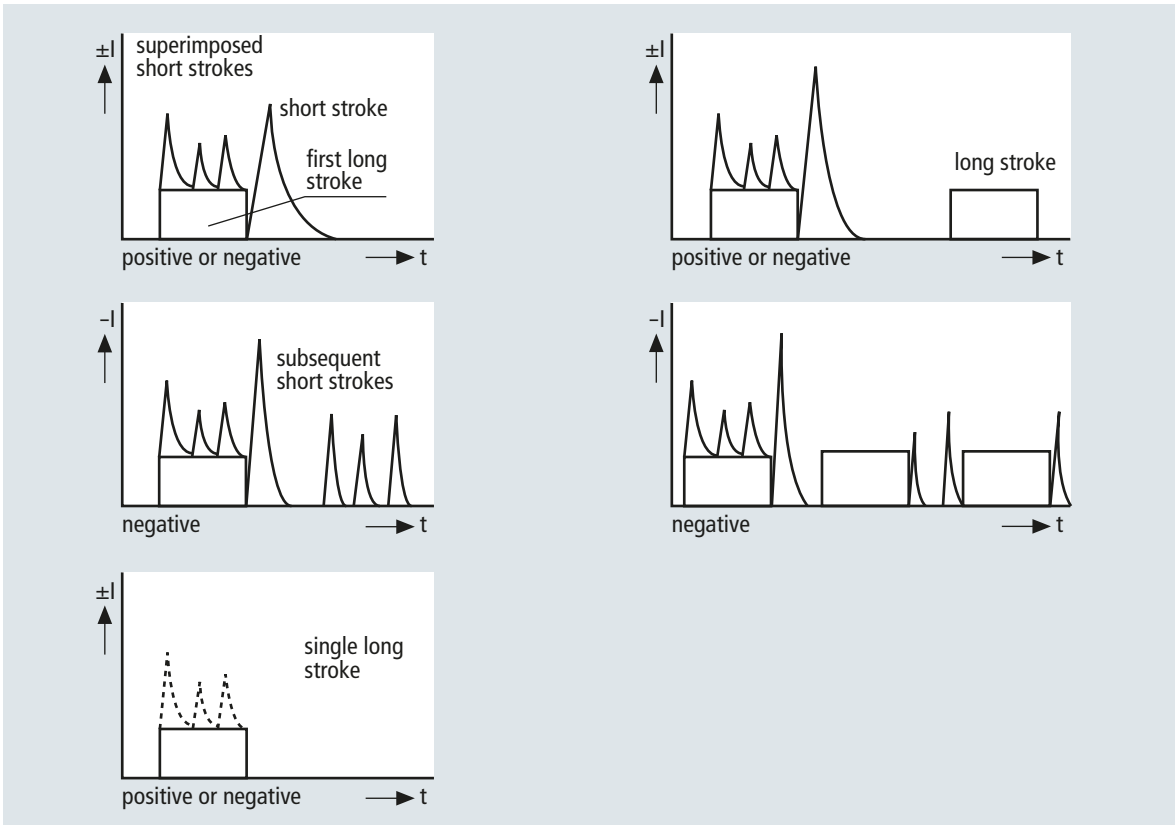 ±I
superimposed
short strokes
short stroke
first long
stroke
positive or negative
t
±I
long stroke
positive or negative
t
–I
subsequent
short strokes
negative
t
–I
negative
t
±I
single long
stroke
positive or negative
t